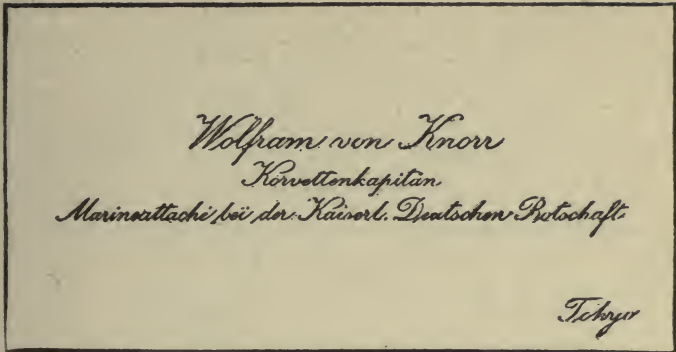 Wolfram von Knorr
Korvettenkapitän
Marineattaché bei der Kaiserl. Deutschen Botschaft
Tokyo